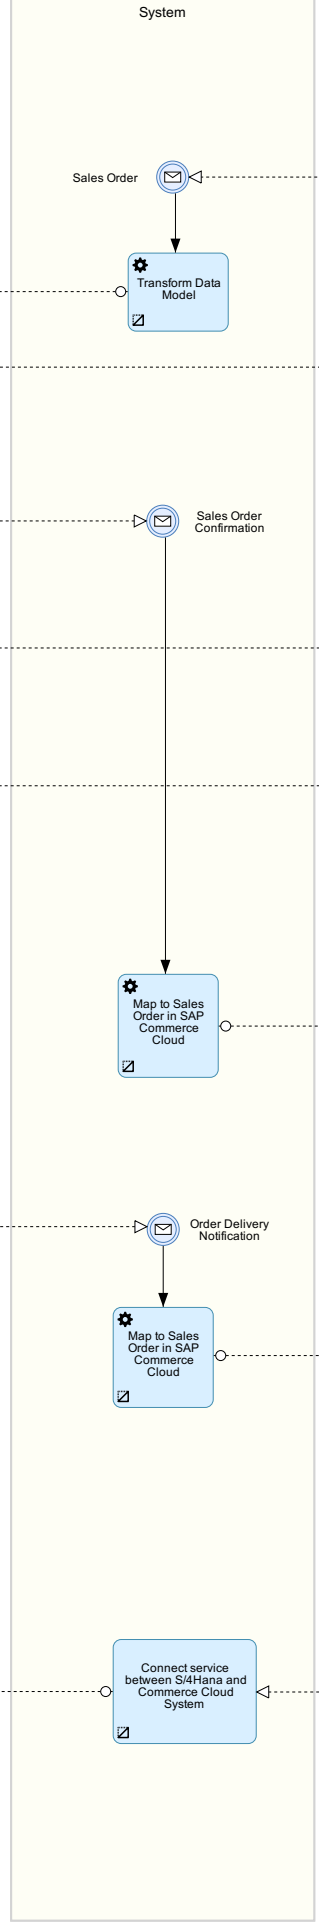 System
Sales Order
Transform Data
Model
Sales Order
Confirmation
Map to Sales
Order in SAP
Commerce
Cloud
Order Delivery
Notification
Map to Sales
Order in SAP
Commerce
Cloud
Connect service
between S/4Hana and
Commerce Cloud
System